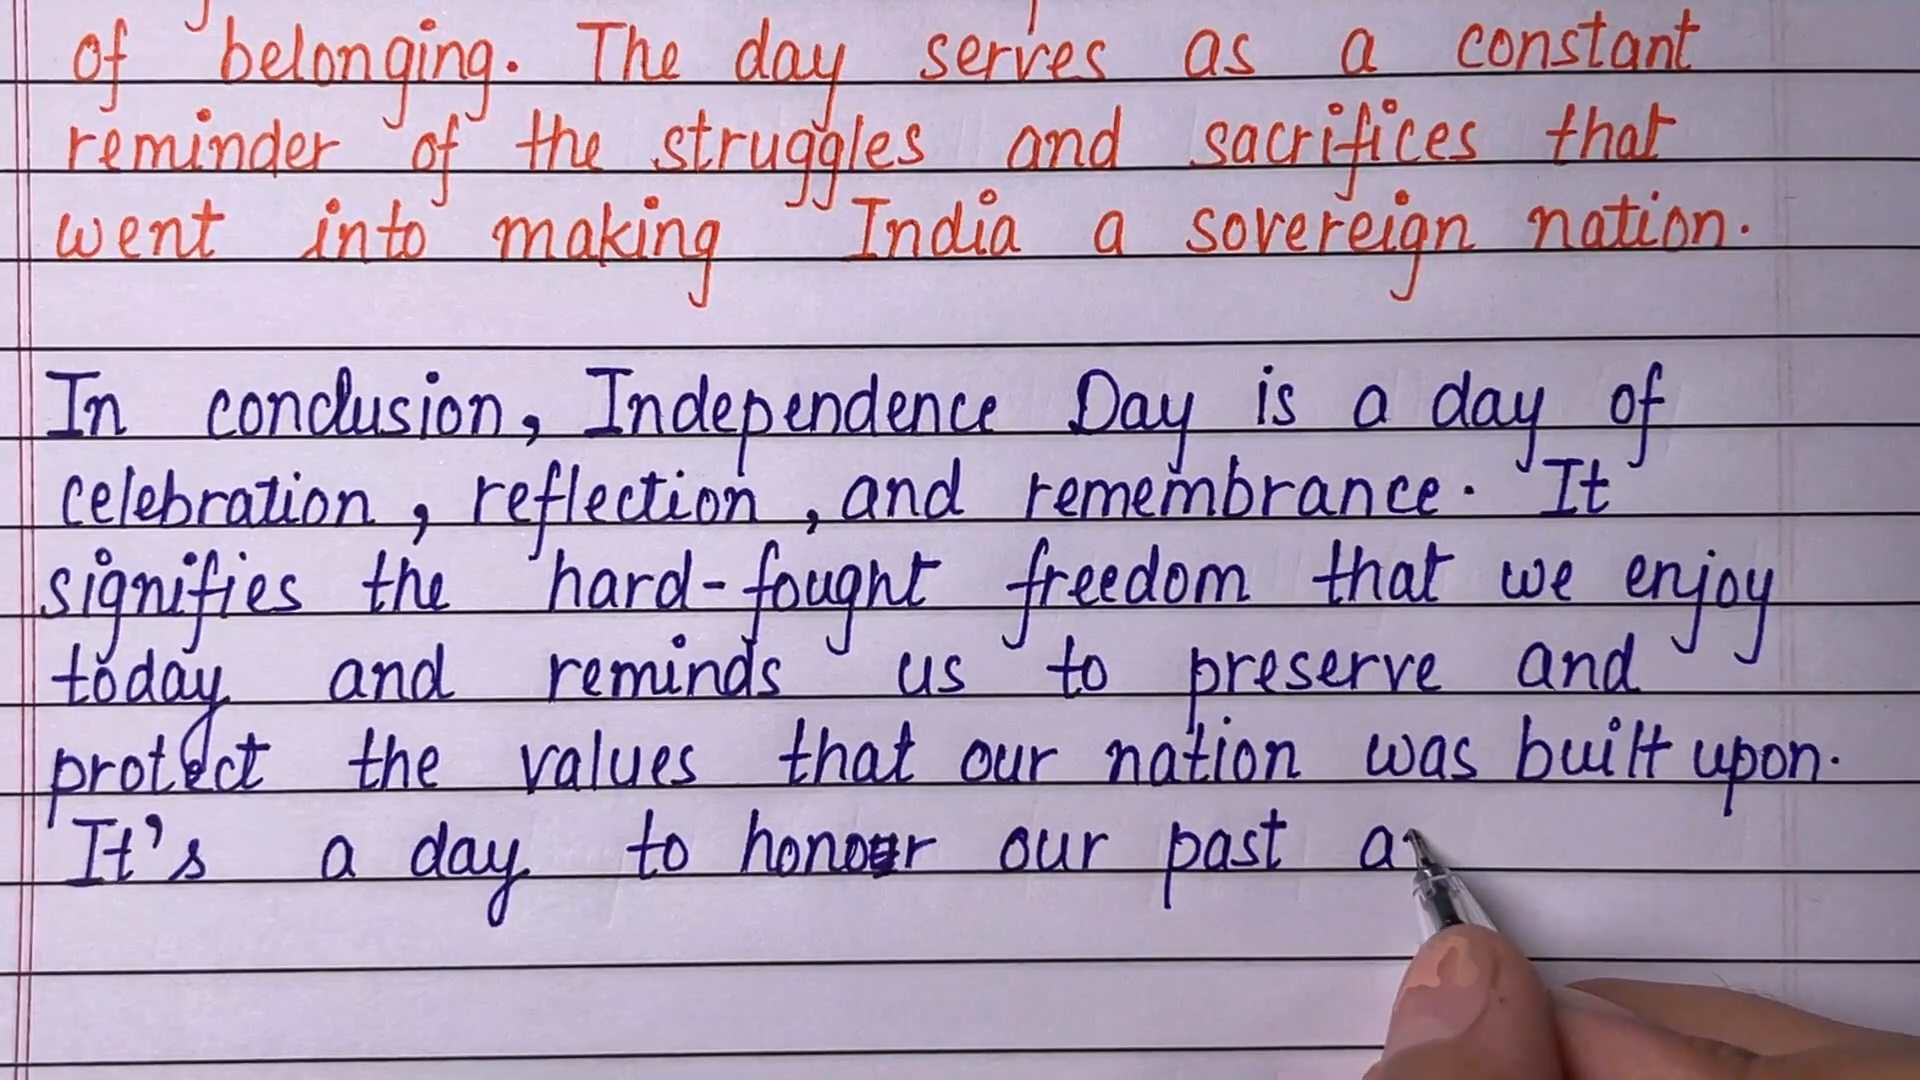 of belonging. The day serves as a constant
reminder of the struggles and sacrifices that
went into making India a sovereign nation.
In conclusion, Independence Day is a day of
celebration, reflection, and remembrance. It
signifies the hard-fought freedom that we enjoy
today and reminds us to preserve and
protect the values that our nation was built upon.
It's a day to honour our past